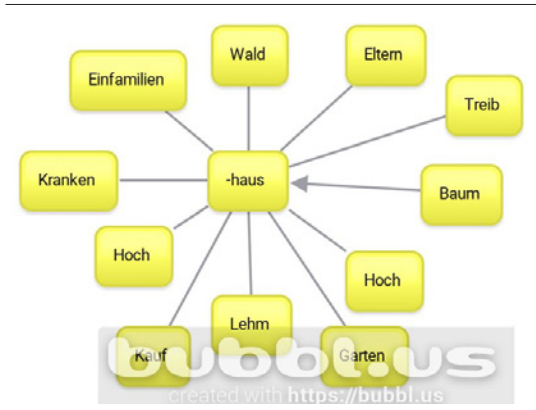 Wald
Eltern
Einfamilien
Treib
Kranken
-haus
Baum
Hoch
Hoch
Lehm
Kauf
Garten
bubbl.us
created with https://bubbl.us